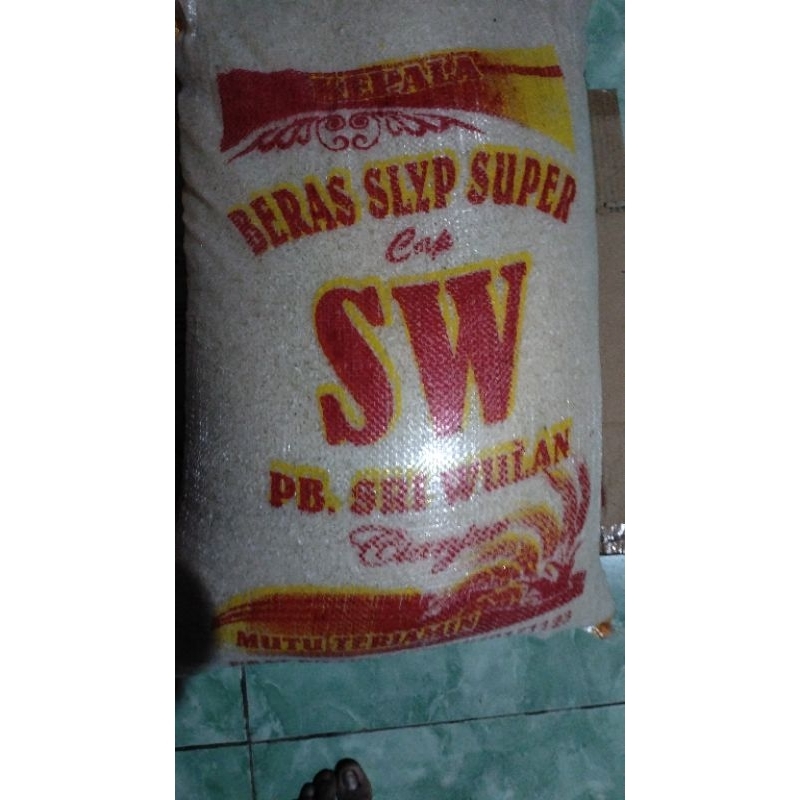 KEPALA
BERAS SLYP SUPER
Cap
SW
PB. SRI WULAN
MUTU TERJAMIN